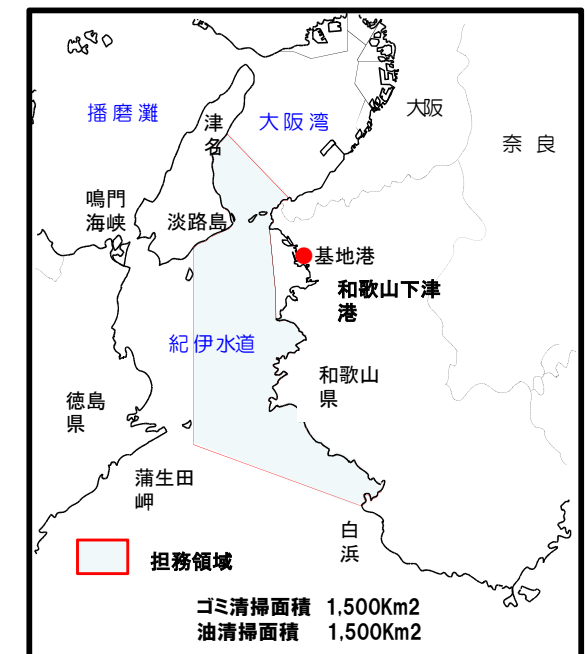 播磨灘
大阪湾
津
名
大阪
奈 良
鳴門
海峡
淡路島
基地港
和歌山下津
港
紀伊水道
和歌山
県
徳島
県
蒲生田
岬
白
浜
担務領域
ゴミ清掃面積 1,500Km2
油清掃面積 1,500Km2